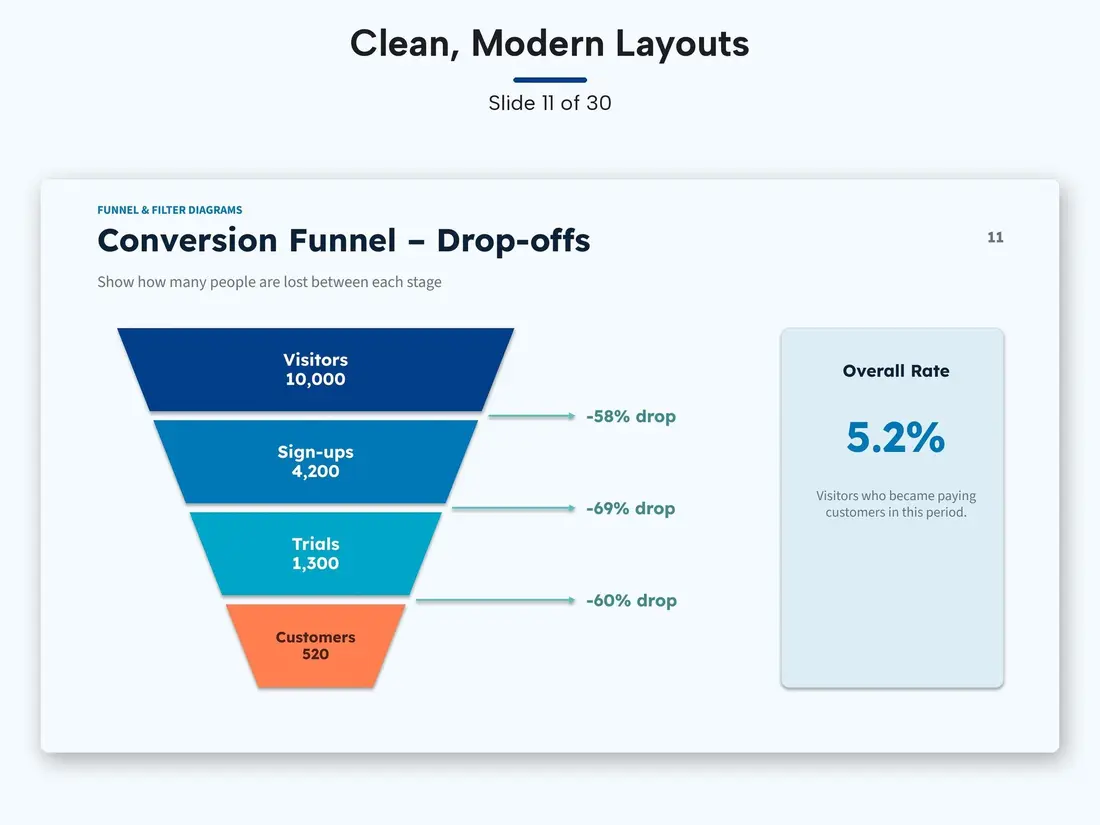 Clean, Modern Layouts
Slide 11 of 30
FUNNEL & FILTER DIAGRAMS
Conversion Funnel – Drop-offs
11
Show how many people are lost between each stage
Visitors
10,000
-58% drop
Sign-ups
4,200
-69% drop
Trials
1,300
-60% drop
Customers
520
Overall Rate
5.2%
Visitors who became paying
customers in this period.